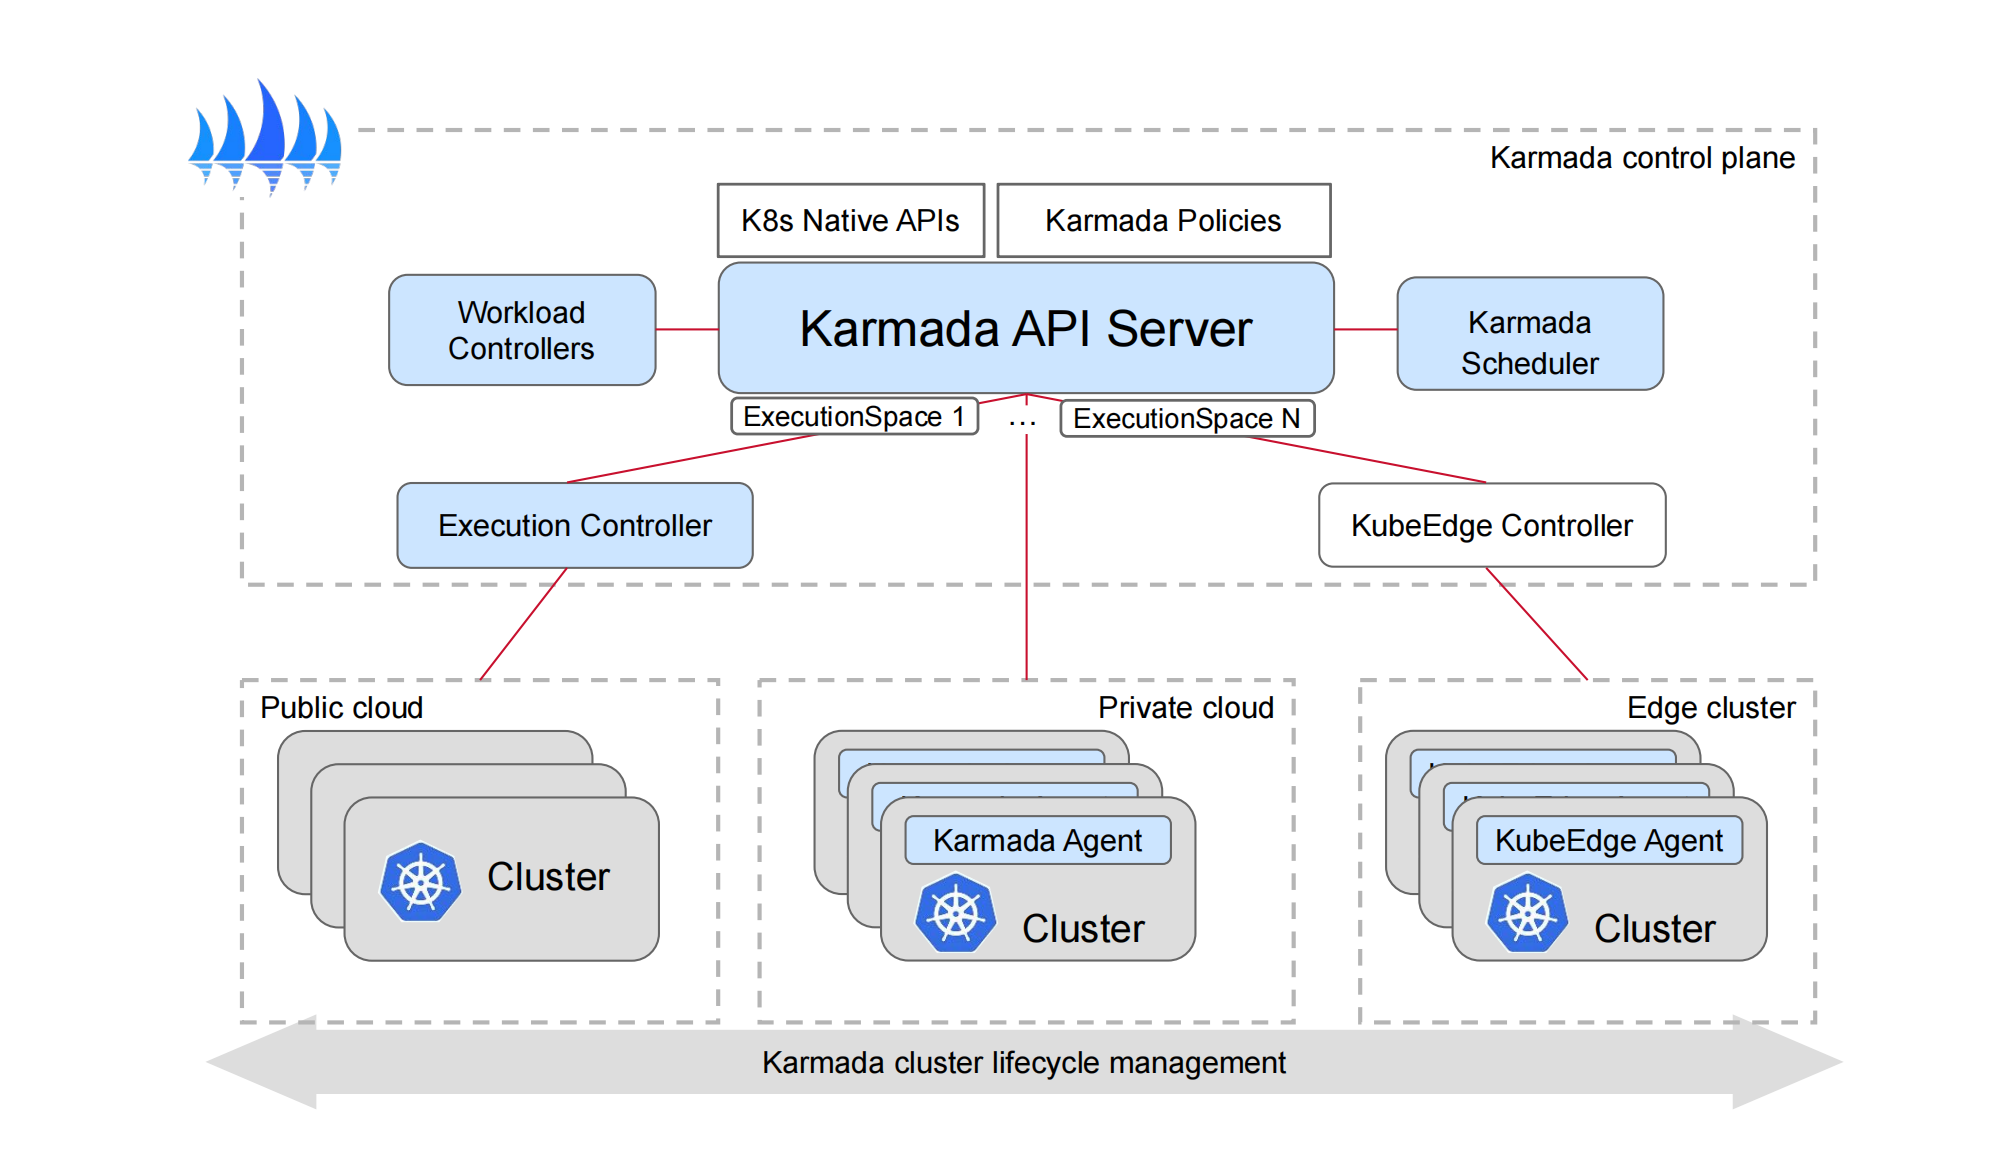 Karmada control plane
K8s Native APIs
Karmada Policies
Workload
Controllers
Karmada API Server
Karmada
Scheduler
ExecutionSpace 1
...
ExecutionSpace N
Execution Controller
KubeEdge Controller
Public cloud
Private cloud
Edge cluster
Karmada Agent
KubeEdge Agent
Cluster
Cluster
Cluster
Karmada cluster lifecycle management